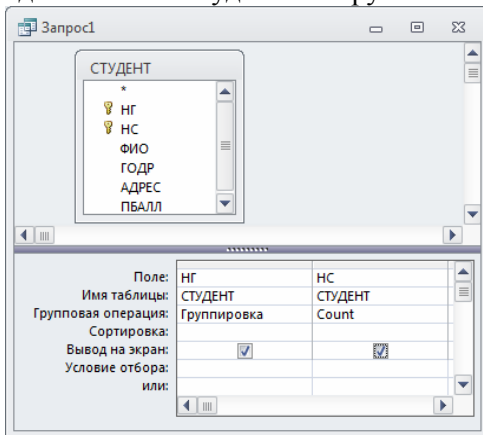 Запрос1
СТУДЕНТ
*
НГ
НС
ФИО
ГОДР
АДРЕС
ПБАЛЛ
Поле: НГ НС
Имя таблицы: СТУДЕНТ СТУДЕНТ
Групповая операция: Группировка Count
Сортировка:
Вывод на экран:
Условие отбора:
или: